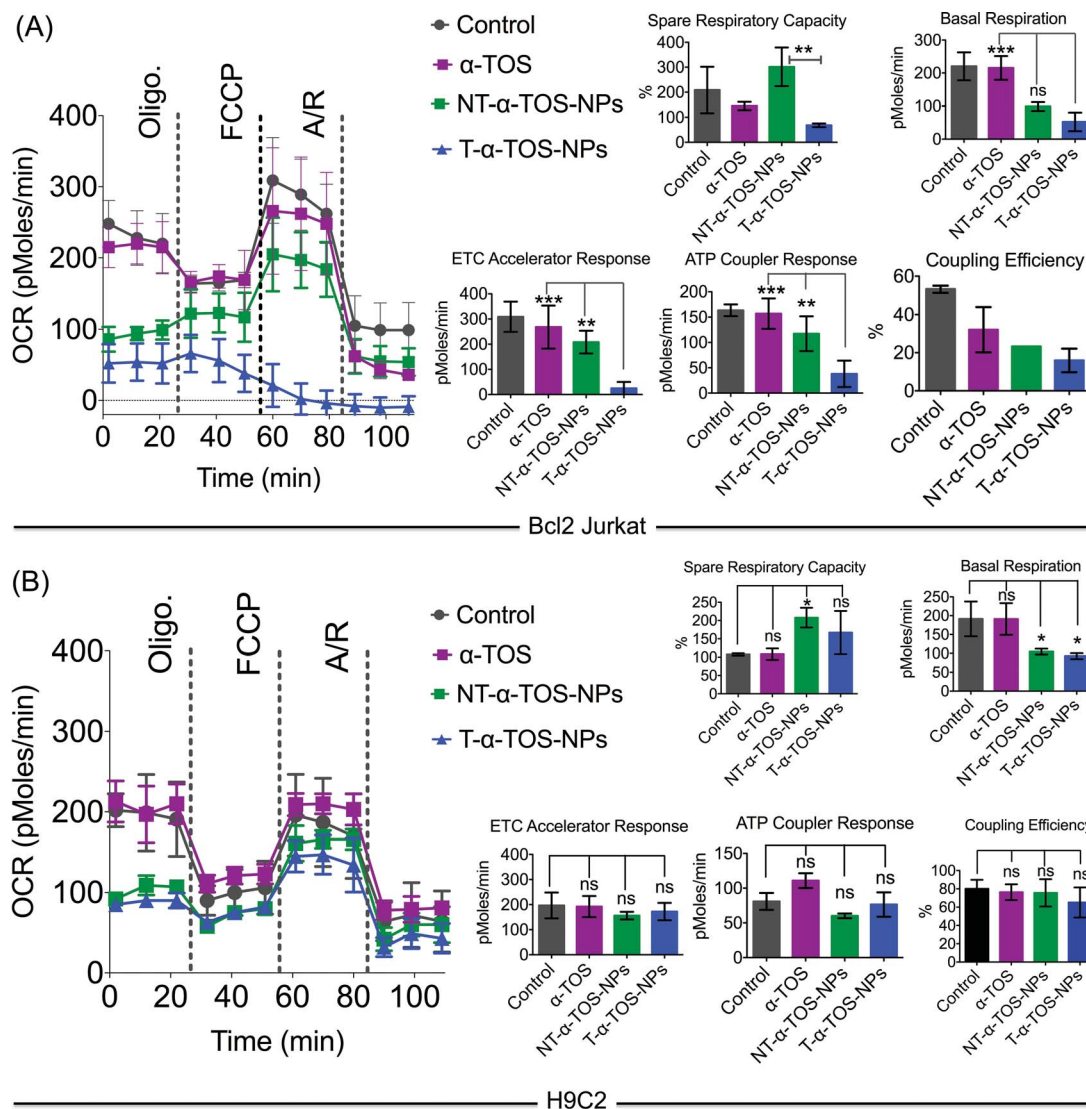 (A)
Control
α-TOS
NT-α-TOS-NPs
T-α-TOS-NPs
Oligo.
FCCP
A/R
OCR (pMoles/min)
400
300
200
100
0
0 20 40 60 80 100
Time (min)
Spare Respiratory Capacity
%
400
300
200
100
0
**
Control
α-TOS
NT-α-TOS-NPs
T-α-TOS-NPs
Basal Respiration
pMoles/min
300
200
100
0
***
ns
Control
α-TOS
NT-α-TOS-NPs
T-α-TOS-NPs
ETC Accelerator Response
pMoles/min
400
300
200
100
0
***
**
Control
α-TOS
NT-α-TOS-NPs
T-α-TOS-NPs
ATP Coupler Response
pMoles/min
200
150
100
50
0
***
**
Control
α-TOS
NT-α-TOS-NPs
T-α-TOS-NPs
Coupling Efficiency
%
60
40
20
0
Control
α-TOS
NT-α-TOS-NPs
T-α-TOS-NPs
Bcl2 Jurkat
(B)
Oligo.
FCCP
A/R
Control
α-TOS
NT-α-TOS-NPs
T-α-TOS-NPs
OCR (pMoles/min)
400
300
200
100
0
0 20 40 60 80 100
Time (min)
Spare Respiratory Capacity
%
250
200
150
100
50
0
ns
*
ns
Control
α-TOS
NT-α-TOS-NPs
T-α-TOS-NPs
Basal Respiration
pMoles/min
300
200
100
0
ns
*
*
Control
α-TOS
NT-α-TOS-NPs
T-α-TOS-NPs
ETC Accelerator Response
pMoles/min
400
300
200
100
0
ns
ns
ns
Control
α-TOS
NT-α-TOS-NPs
T-α-TOS-NPs
ATP Coupler Response
pMoles/min
150
100
50
0
ns
ns
Control
α-TOS
NT-α-TOS-NPs
T-α-TOS-NPs
Coupling Efficiency
%
100
80
60
40
20
0
ns
ns
ns
Control
α-TOS
NT-α-TOS-NPs
T-α-TOS-NPs
H9C2